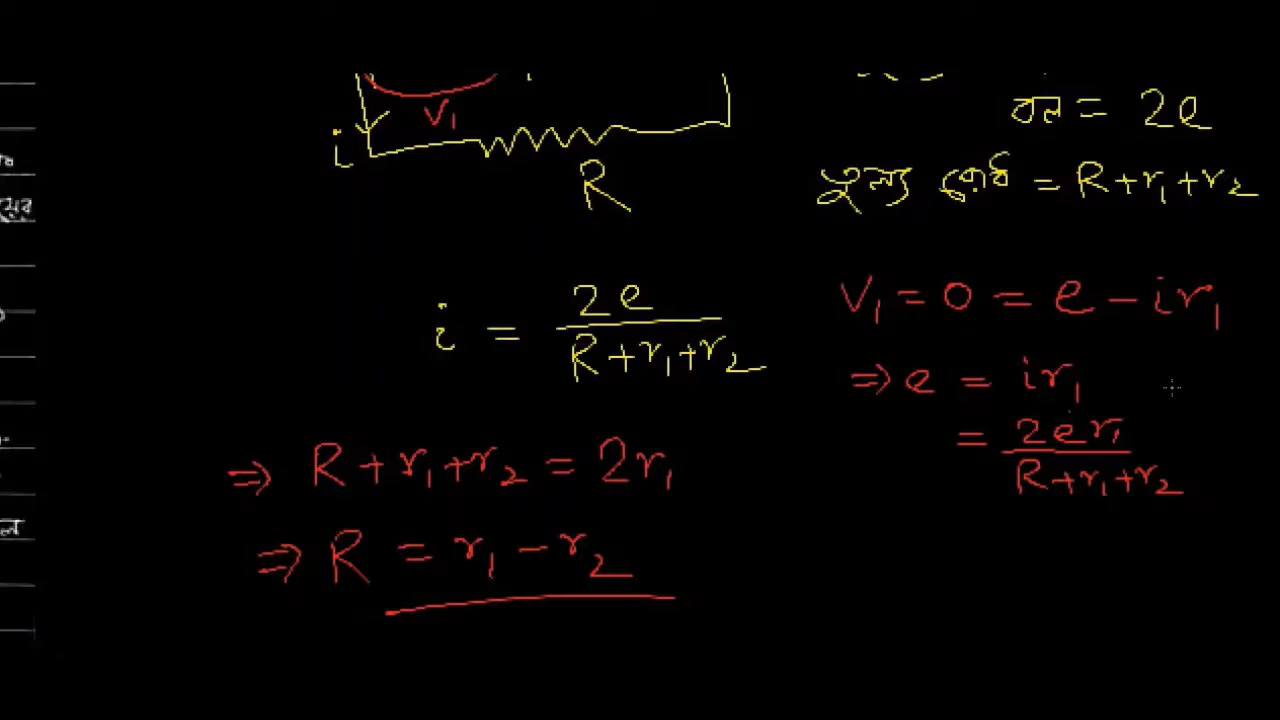 V₁
i
R
বল = 2e
তুল্য রোধ = R+r₁+r₂
i = 2e / (R+r₁+r₂)
V₁ = 0 = e - ir₁
⇒ e = ir₁
= 2er₁ / (R+r₁+r₂)
⇒ R+r₁+r₂ = 2r₁
⇒ R = r₁ - r₂